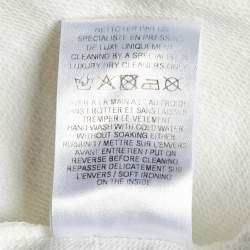 NETTOYER PAR UN
SPECIALISTE EN PRESSING
DE LUXE UNIQUEMENT
CLEANING BY A SPECIALIST
LUXURY DRY CLEANERS ONLY
LAVER A LA MAIN A L'EAU FROIDE
SANS FROTTER ET SANS LAISSER
TREMPER LE VETEMENT
HAND WASH WITH COLD WATER
WITHOUT SOAKING EITHER
RUBBING / METTRE ENVERS
AVANT L'ENTRETIEN / PUT ON
REVERSE BEFORE CLEANING
REPASSER DELICATEMENT SUR
L'ENVERS / SOFT IRONING
ON THE INSIDE